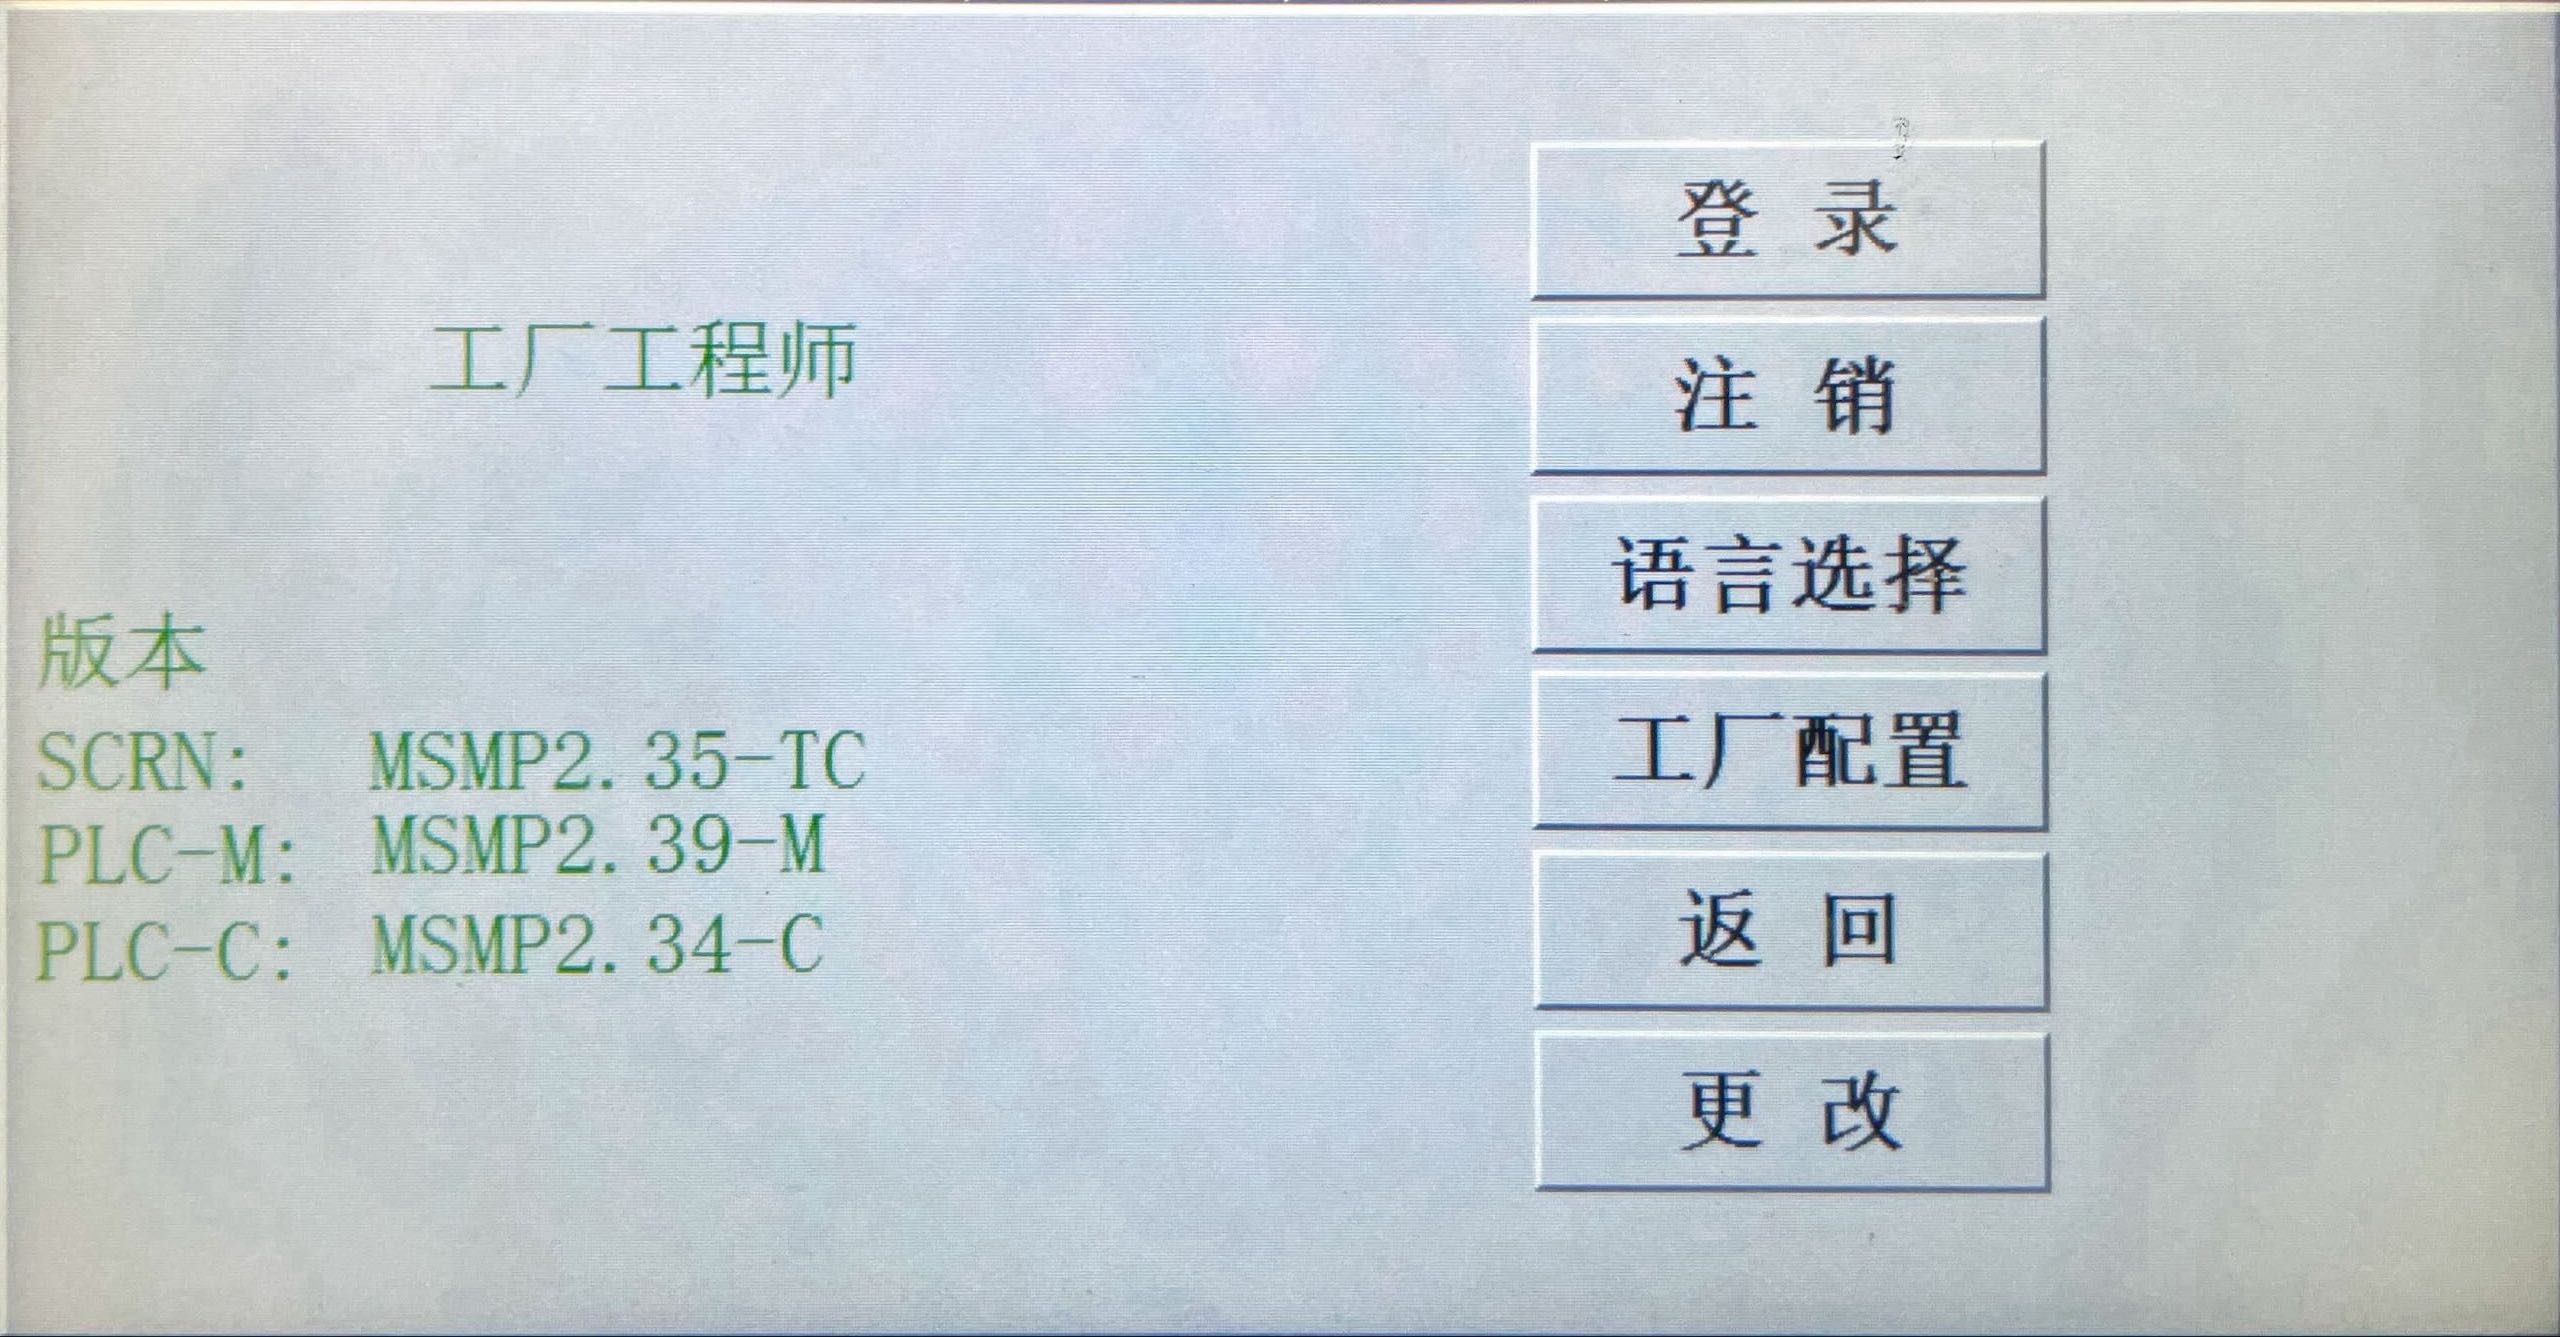 工厂工程师
版本
SCRN: MSMP2.35-TC
PLC-M: MSMP2.39-M
PLC-C: MSMP2.34-C
登 录
注 销
语言选择
工厂配置
返 回
更 改